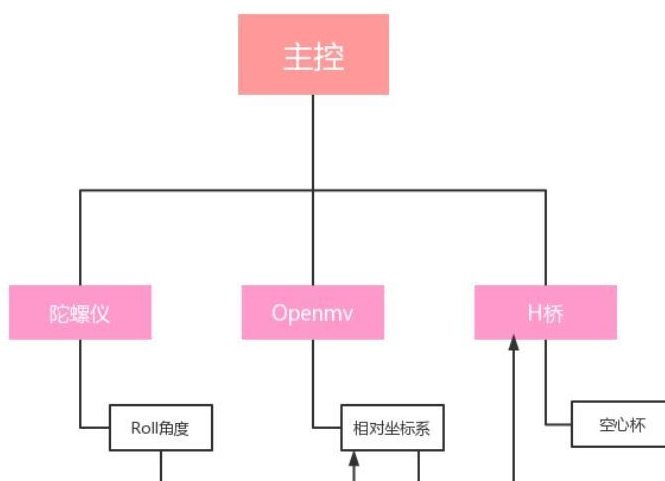 主控
陀螺仪
Openmv
H桥
Roll角度
相对坐标系
空心杯